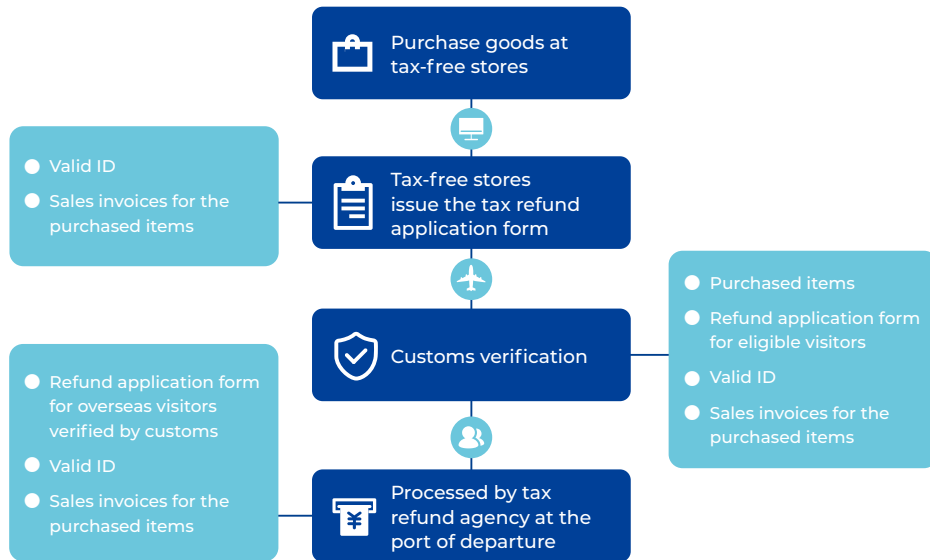 Purchase goods at
tax-free stores
Valid ID
Sales invoices for the
purchased items
Tax-free stores
issue the tax refund
application form
Purchased items
Refund application form
for eligible visitors
Valid ID
Sales invoices for the
purchased items
Customs verification
Refund application form
for overseas visitors
verified by customs
Valid ID
Sales invoices for the
purchased items
¥
Processed by tax
refund agency at the
port of departure